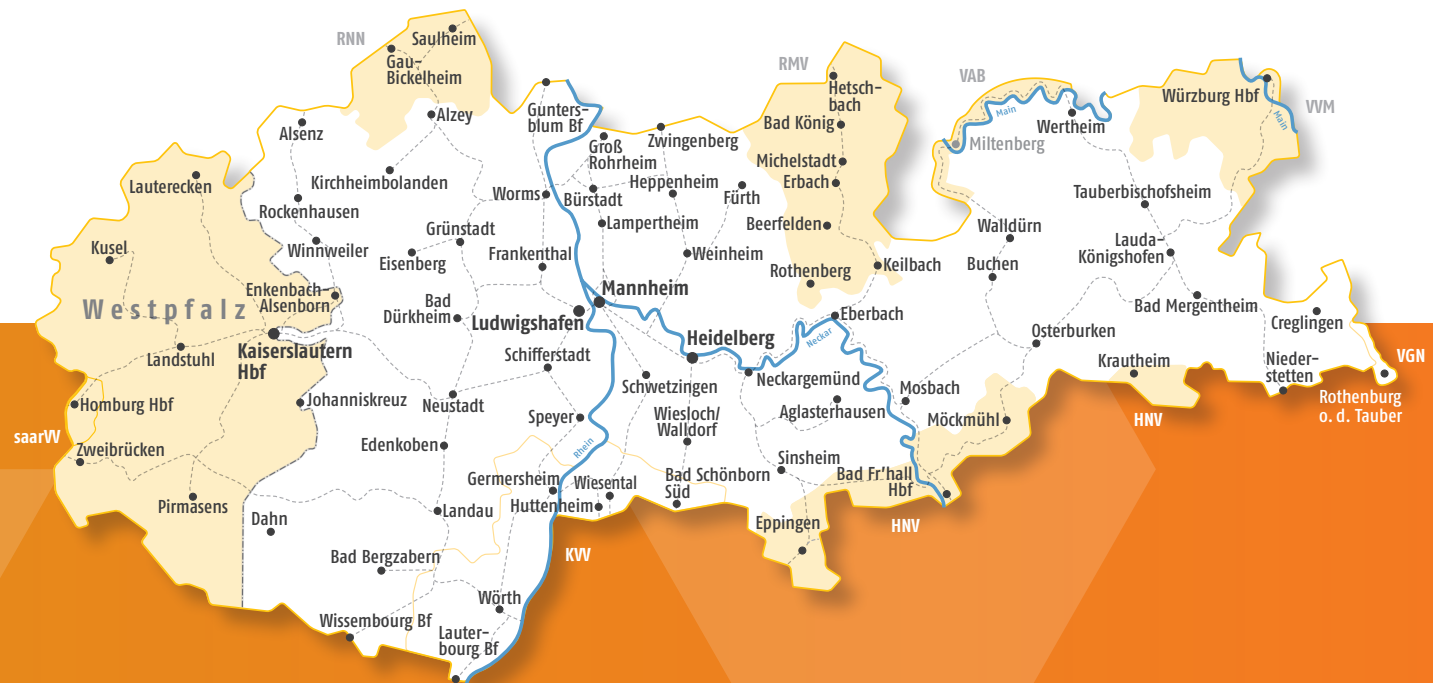 RNN
Saulheim
Gau-
Bickelheim
Alzey
Alsenz
Kirchheimbolanden
Lauterecken
Rockenhausen
Winnweiler
Kusel
Enkenbach-
Alsenborn
Westpfalz
Landstuhl
Kaiserslautern
Hbf
Homburg Hbf
saarVV
Zweibrücken
Pirmasens
Johanniskreuz
Dahn
Grünstadt
Eisenberg
Bad
Dürkheim
Neustadt
Edenkoben
Landau
Bad Bergzabern
Wissembourg Bf
Lauter-
bourg Bf
Wörth
Gunters-
blum Bf
Worms
Frankenthal
Ludwigshafen
Schifferstadt
Speyer
Rhein
Germersheim
Huttenheim
Wiesental
KVV
Groß
Rohrheim
Zwingenberg
Bürstadt
Heppenheim
Fürth
Lampertheim
Weinheim
Mannheim
Heidelberg
Schwetzingen
Wiesloch/
Walldorf
Bad Schönborn
Süd
RMV
Hetsch-
bach
Bad König
Michelstadt
Erbach
Beerfelden
Rothenberg
Keilbach
Eberbach
Neckar
Neckargemünd
Aglasterhausen
Mosbach
Sinsheim
Bad Fr'hall
Hbf
Eppingen
HNV
Möckmühl
VAB
Main
Wertheim
Miltenberg
Walldürn
Buchen
Osterburken
Würzburg Hbf
Main
VVM
Tauberbischofsheim
Lauda-
Königshofen
Bad Mergentheim
Krautheim
HNV
Creglingen
Nieder-
stetten
VGN
Rothenburg
o. d. Tauber